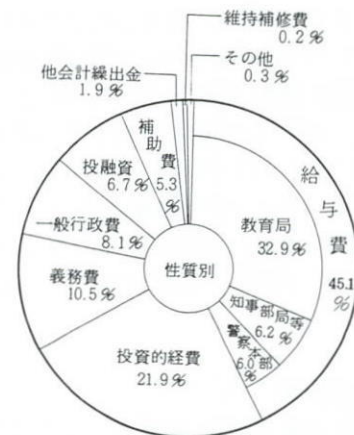 維持補修費
0.2%
その他
0.3%
他会計繰出金
1.9%
補助費
5.3%
投融資
6.7%
一般行政費
8.1%
義務費
10.5%
投資的経費
21.9%
性質別
給与費
45.1%
教育局
32.9%
知事部局等
6.2%
警察本部
6.0%